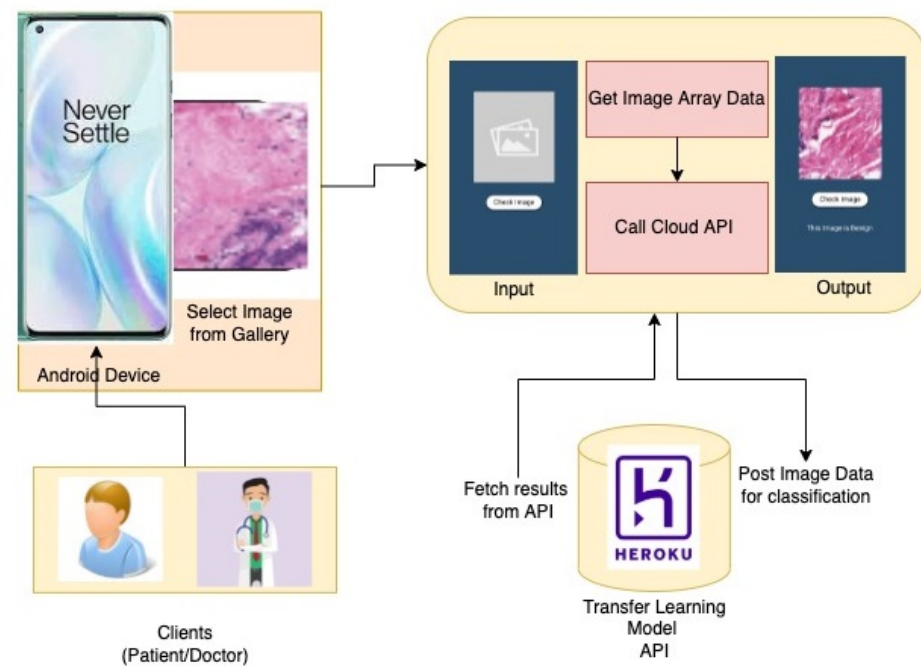 Never
Settle
Select Image
from Gallery
Android Device
Clients
(Patient/Doctor)
Check Image
Input
Get Image Array Data
Call Cloud API
Check Image
This Image is Benign
Output
Fetch results
from API
HEROKU
Transfer Learning
Model
API
Post Image Data
for classification